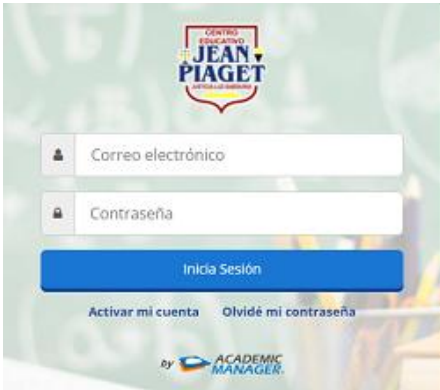 CENTRO
EDUCATIVO
JEAN
PIAGET
Correo electrónico
Contraseña
Inicia Sesión
Activar mi cuenta Olvidé mi contraseña
by ACADEMIC
MANAGER